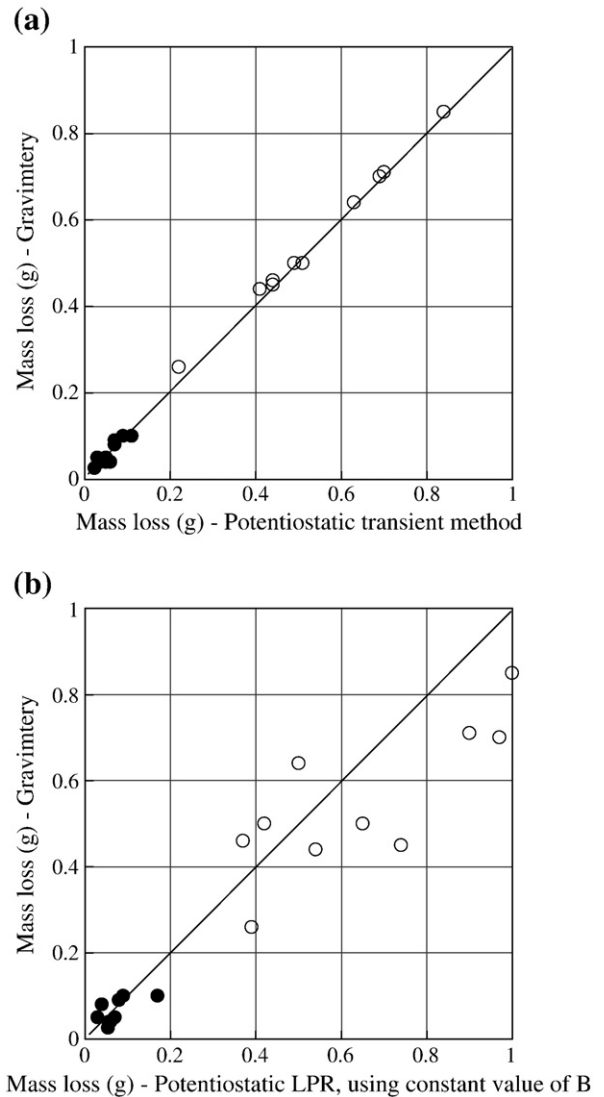 (a)
1
0.8
0.6
0.4
0.2
0
Mass loss (g) - Gravimtery
0 0.2 0.4 0.6 0.8 1
Mass loss (g) - Potentiostatic transient method
(b)
1
0.8
0.6
0.4
0.2
0
Mass loss (g) - Gravimtery
0 0.2 0.4 0.6 0.8 1
Mass loss (g) - Potentiostatic LPR, using constant value of B